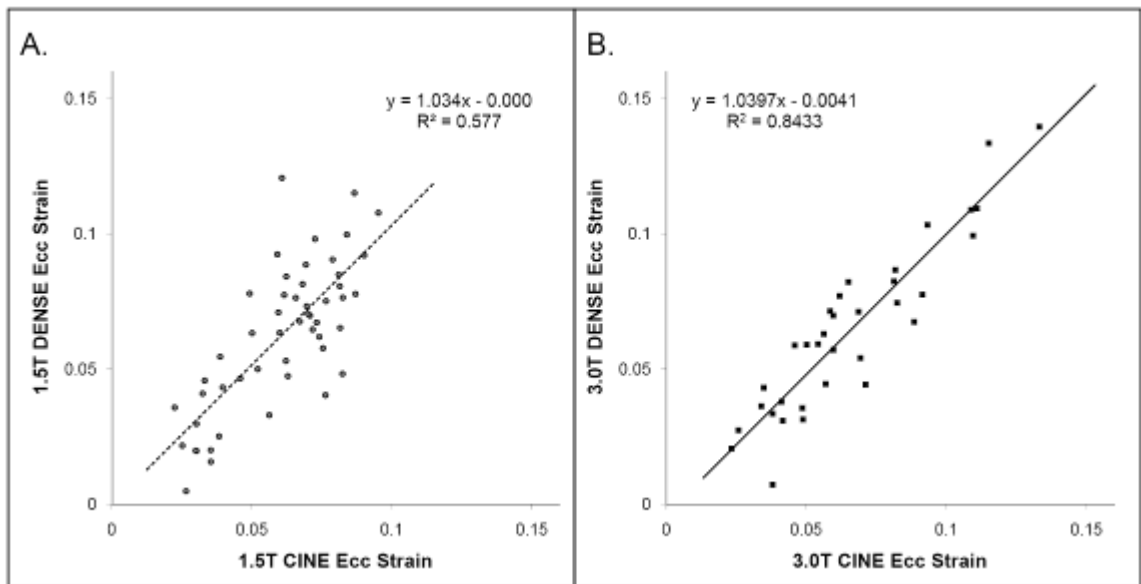 A.
y = 1.034x - 0.000
R² = 0.577
0.15
0.1
0.05
0
0
0.05
0.1
0.15
1.5T DENSE Ecc Strain
1.5T CINE Ecc Strain
B.
y = 1.0397x - 0.0041
R² = 0.8433
0.15
0.1
0.05
0
0
0.05
0.1
0.15
3.0T DENSE Ecc Strain
3.0T CINE Ecc Strain